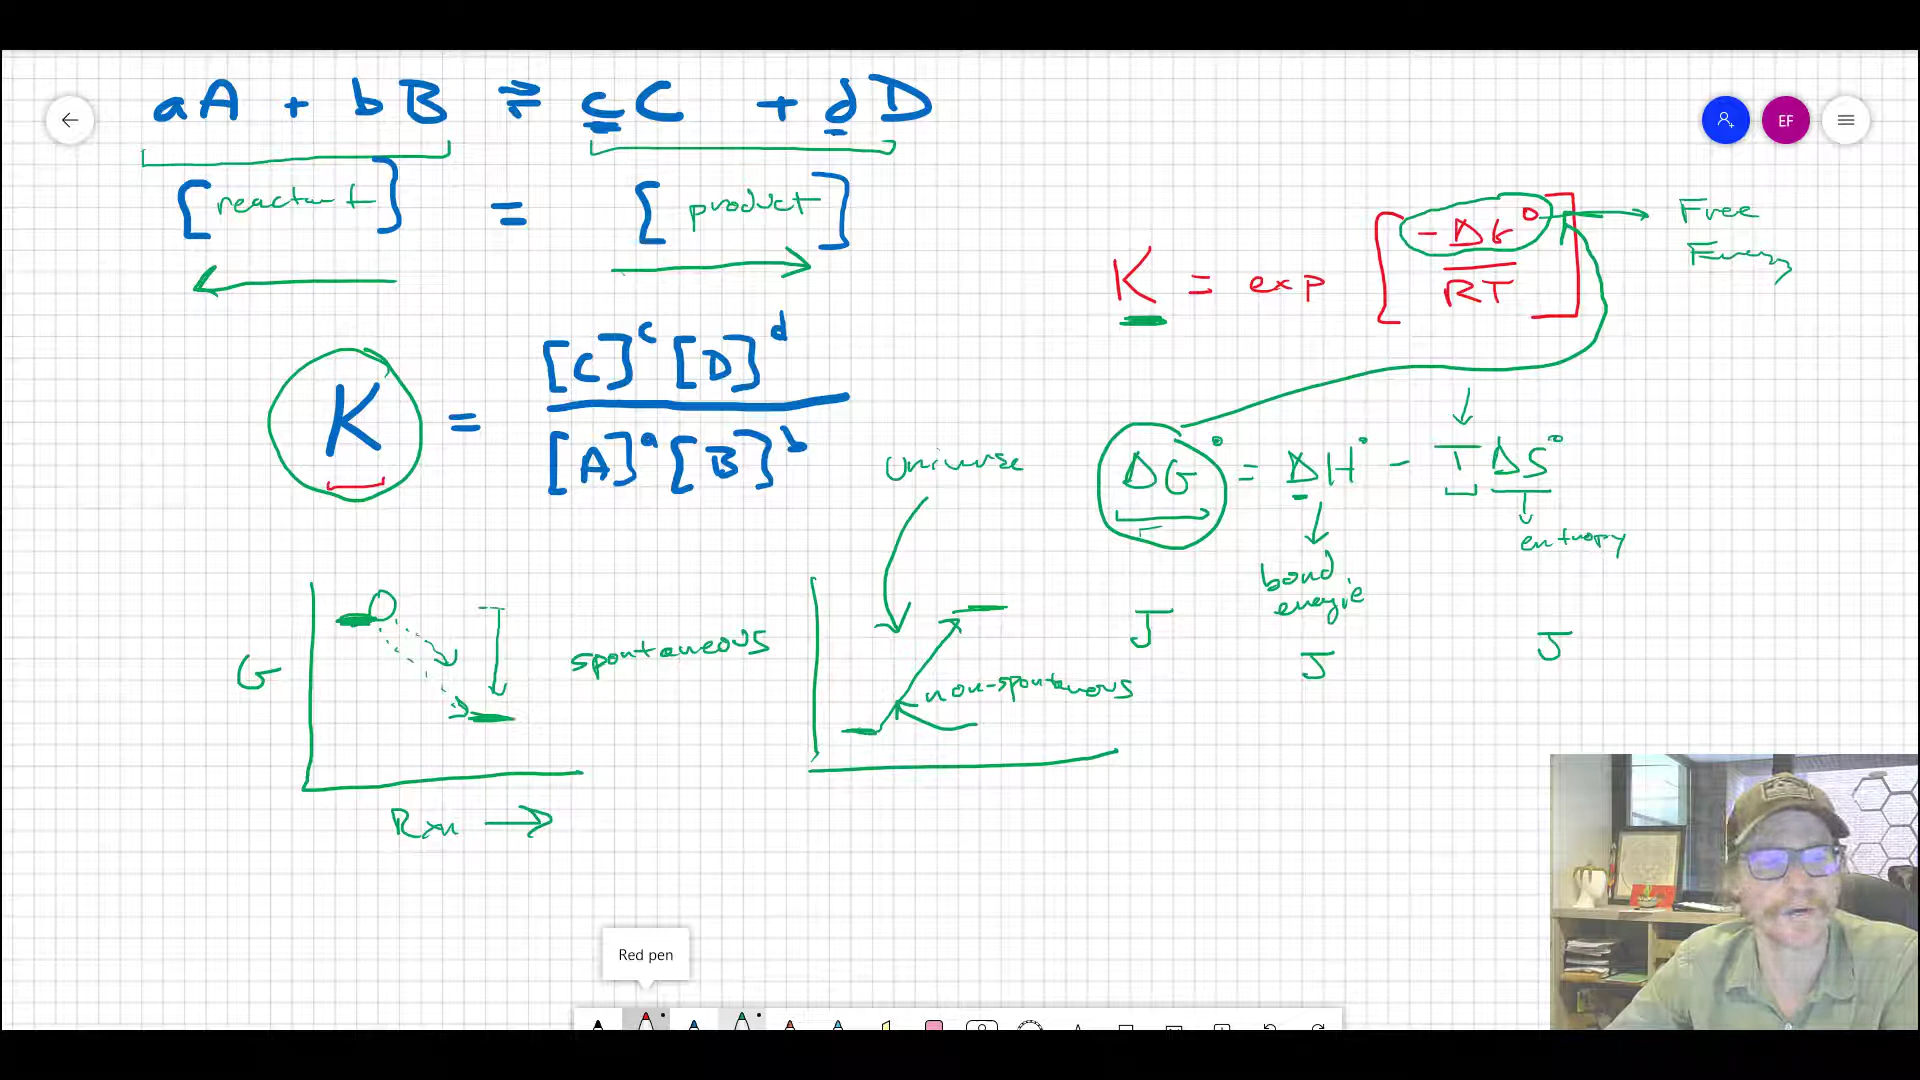 aA + bB ⇌ cC + dD
[reactant] = [product]
K = [C]ᶜ[D]ᵈ
[A]ᵃ[B]ᵇ
EF
K = exp [-ΔG°
RT]
Free
Energy
ΔG° = ΔH° - TΔS°
entropy
bond
energie
J
J
J
universe
G
spontaneous
non-spontaneous
Rxn →
Red pen